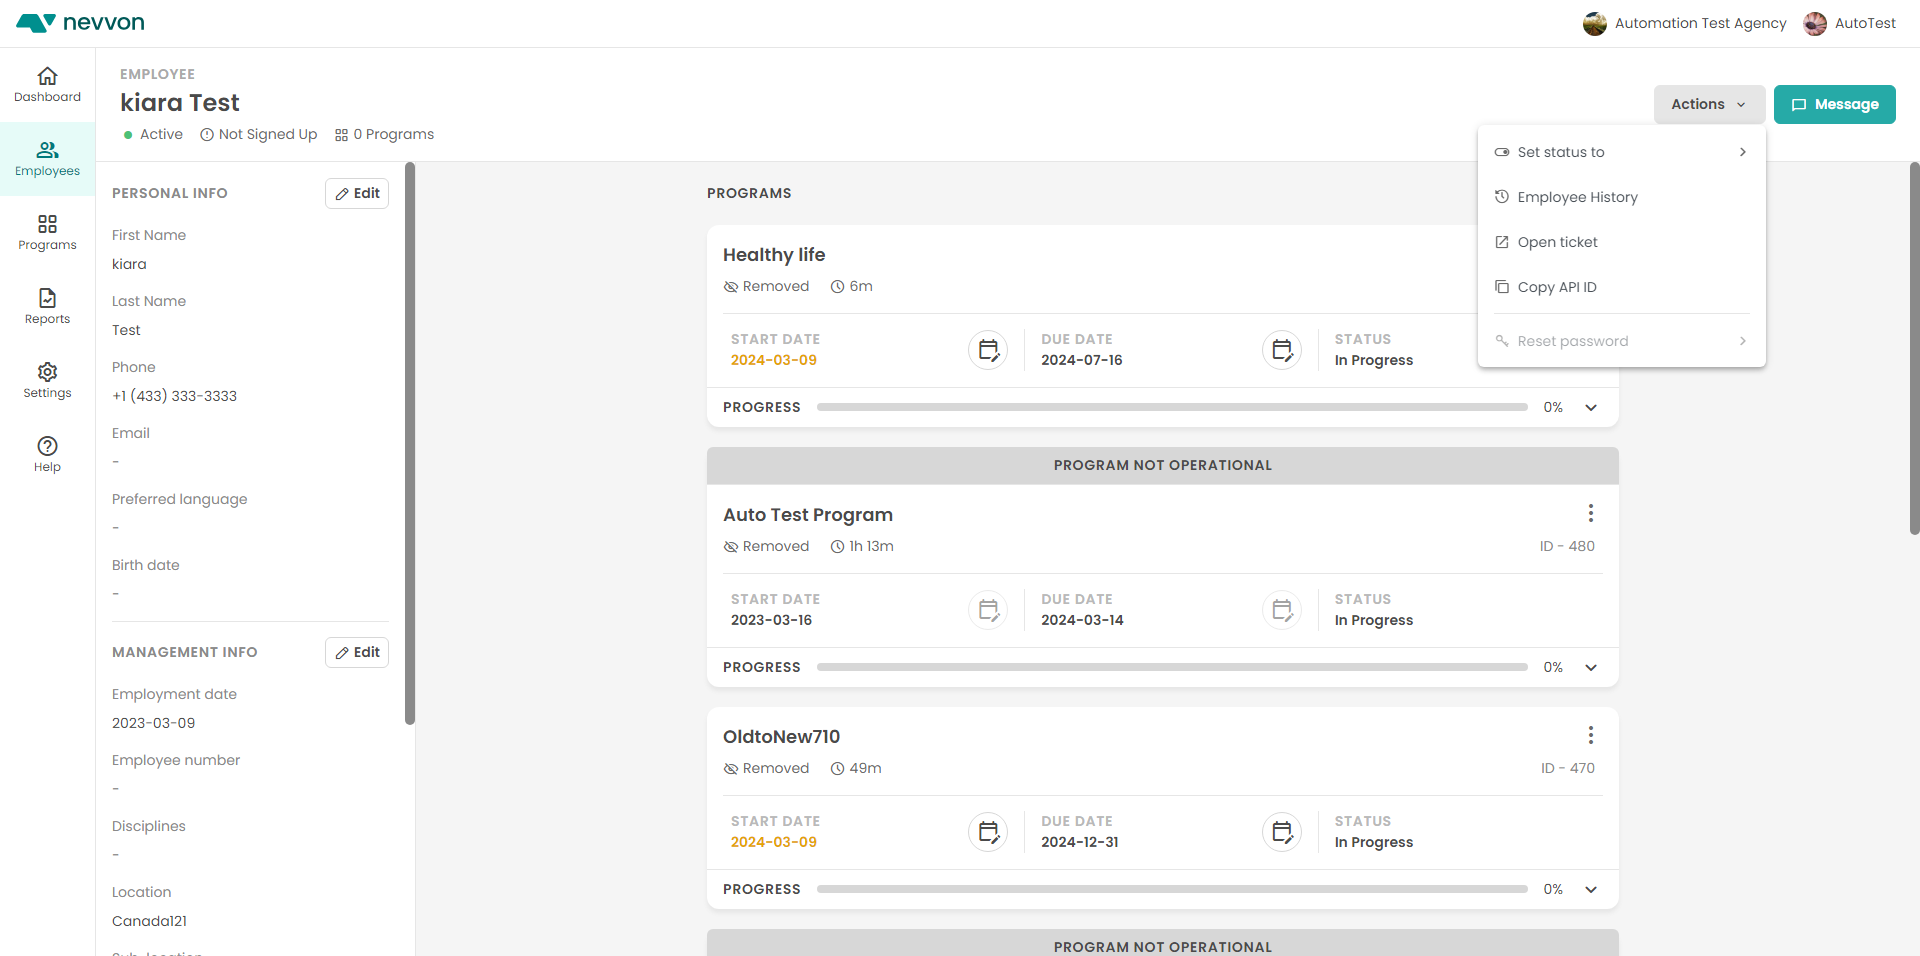 nevvon
Automation Test Agency
AutoTest
Dashboard
Employees
Programs
Reports
Settings
Help
EMPLOYEE
kiara Test
Active
Not Signed Up
0 Programs
Actions
Message
Set status to
Employee History
Open ticket
Copy API ID
Reset password
PERSONAL INFO
Edit
First Name
kiara
Last Name
Test
Phone
+1 (433) 333-3333
Email
-
Preferred language
-
Birth date
-
MANAGEMENT INFO
Edit
Employment date
2023-03-09
Employee number
-
Disciplines
-
Location
Canada121
PROGRAMS
Healthy life
Removed
6m
START DATE
2024-03-09
DUE DATE
2024-07-16
STATUS
In Progress
PROGRESS
0%
PROGRAM NOT OPERATIONAL
Auto Test Program
Removed
1h 13m
ID - 480
START DATE
2023-03-16
DUE DATE
2024-03-14
STATUS
In Progress
PROGRESS
0%
OldtoNew710
Removed
49m
ID - 470
START DATE
2024-03-09
DUE DATE
2024-12-31
STATUS
In Progress
PROGRESS
0%
PROGRAM NOT OPERATIONAL